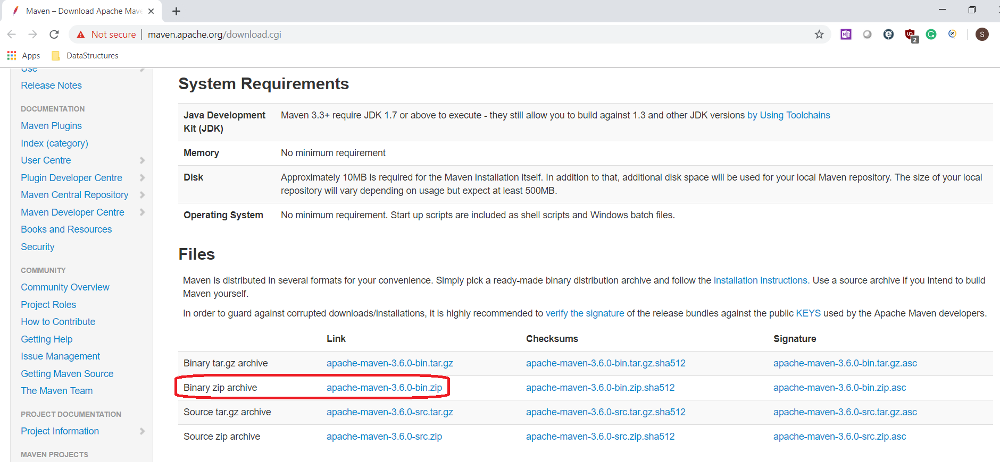 Maven – Download Apache Mav
Not secure | maven.apache.org/download.cgi
2
S
Apps DataStructures
Use
Release Notes
DOCUMENTATION
Maven Plugins
Index (category)
User Centre
Plugin Developer Centre
Maven Central Repository
Maven Developer Centre
Books and Resources
Security
COMMUNITY
Community Overview
Project Roles
How to Contribute
Getting Help
Issue Management
Getting Maven Source
The Maven Team
PROJECT DOCUMENTATION
Project Information
MAVEN PROJECTS
System Requirements
Java Development Kit (JDK) Maven 3.3+ require JDK 1.7 or above to execute - they still allow you to build against 1.3 and other JDK versions by Using Toolchains
Memory No minimum requirement
Disk Approximately 10MB is required for the Maven installation itself. In addition to that, additional disk space will be used for your local Maven repository. The size of your local
repository will vary depending on usage but expect at least 500MB.
Operating System No minimum requirement. Start up scripts are included as shell scripts and Windows batch files.
Files
Maven is distributed in several formats for your convenience. Simply pick a ready-made binary distribution archive and follow the installation instructions. Use a source archive if you intend to build
Maven yourself.
In order to guard against corrupted downloads/installations, it is highly recommended to verify the signature of the release bundles against the public KEYS used by the Apache Maven developers.
Link Checksums Signature
Binary tar.gz archive apache-maven-3.6.0-bin.tar.gz apache-maven-3.6.0-bin.tar.gz.sha512 apache-maven-3.6.0-bin.tar.gz.asc
Binary zip archive apache-maven-3.6.0-bin.zip apache-maven-3.6.0-bin.zip.sha512 apache-maven-3.6.0-bin.zip.asc
Source tar.gz archive apache-maven-3.6.0-src.tar.gz apache-maven-3.6.0-src.tar.gz.sha512 apache-maven-3.6.0-src.tar.gz.asc
Source zip archive apache-maven-3.6.0-src.zip apache-maven-3.6.0-src.zip.sha512 apache-maven-3.6.0-src.zip.asc